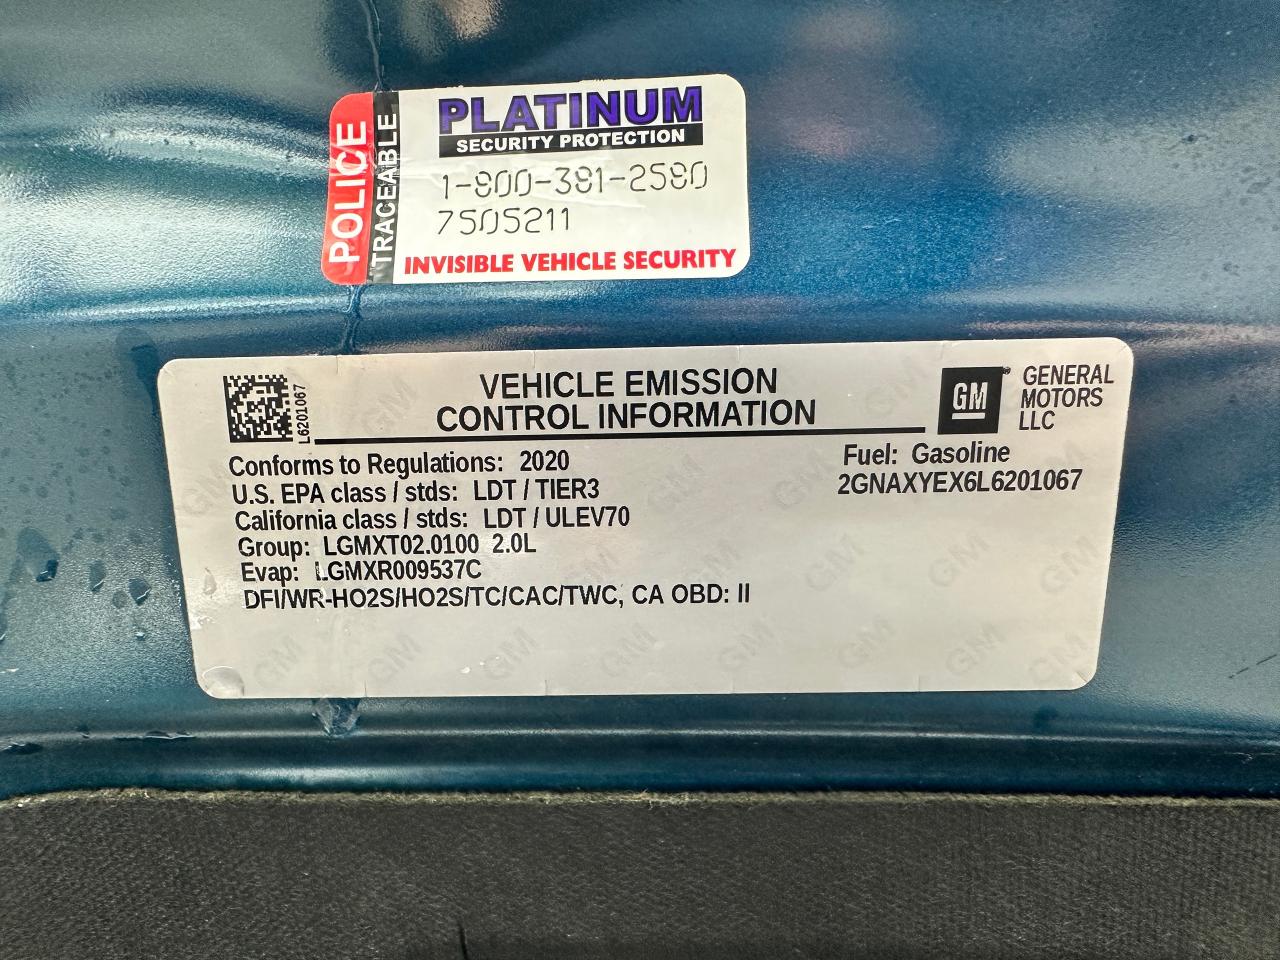 POLICE
TRACEABLE
PLATINUM
SECURITY PROTECTION
1-800-381-2580
7505211
INVISIBLE VEHICLE SECURITY
L6201067
VEHICLE EMISSION
CONTROL INFORMATION
GM
GENERAL
MOTORS
LLC
Conforms to Regulations: 2020
U.S. EPA class / stds: LDT / TIER3
California class / stds: LDT / ULEV70
Group: LGMXT02.0100 2.0L
Evap: LGMXR009537C
DFI/WR-HO2S/HO2S/TC/CAC/TWC, CA OBD: II
Fuel: Gasoline
2GNAXYEX6L6201067